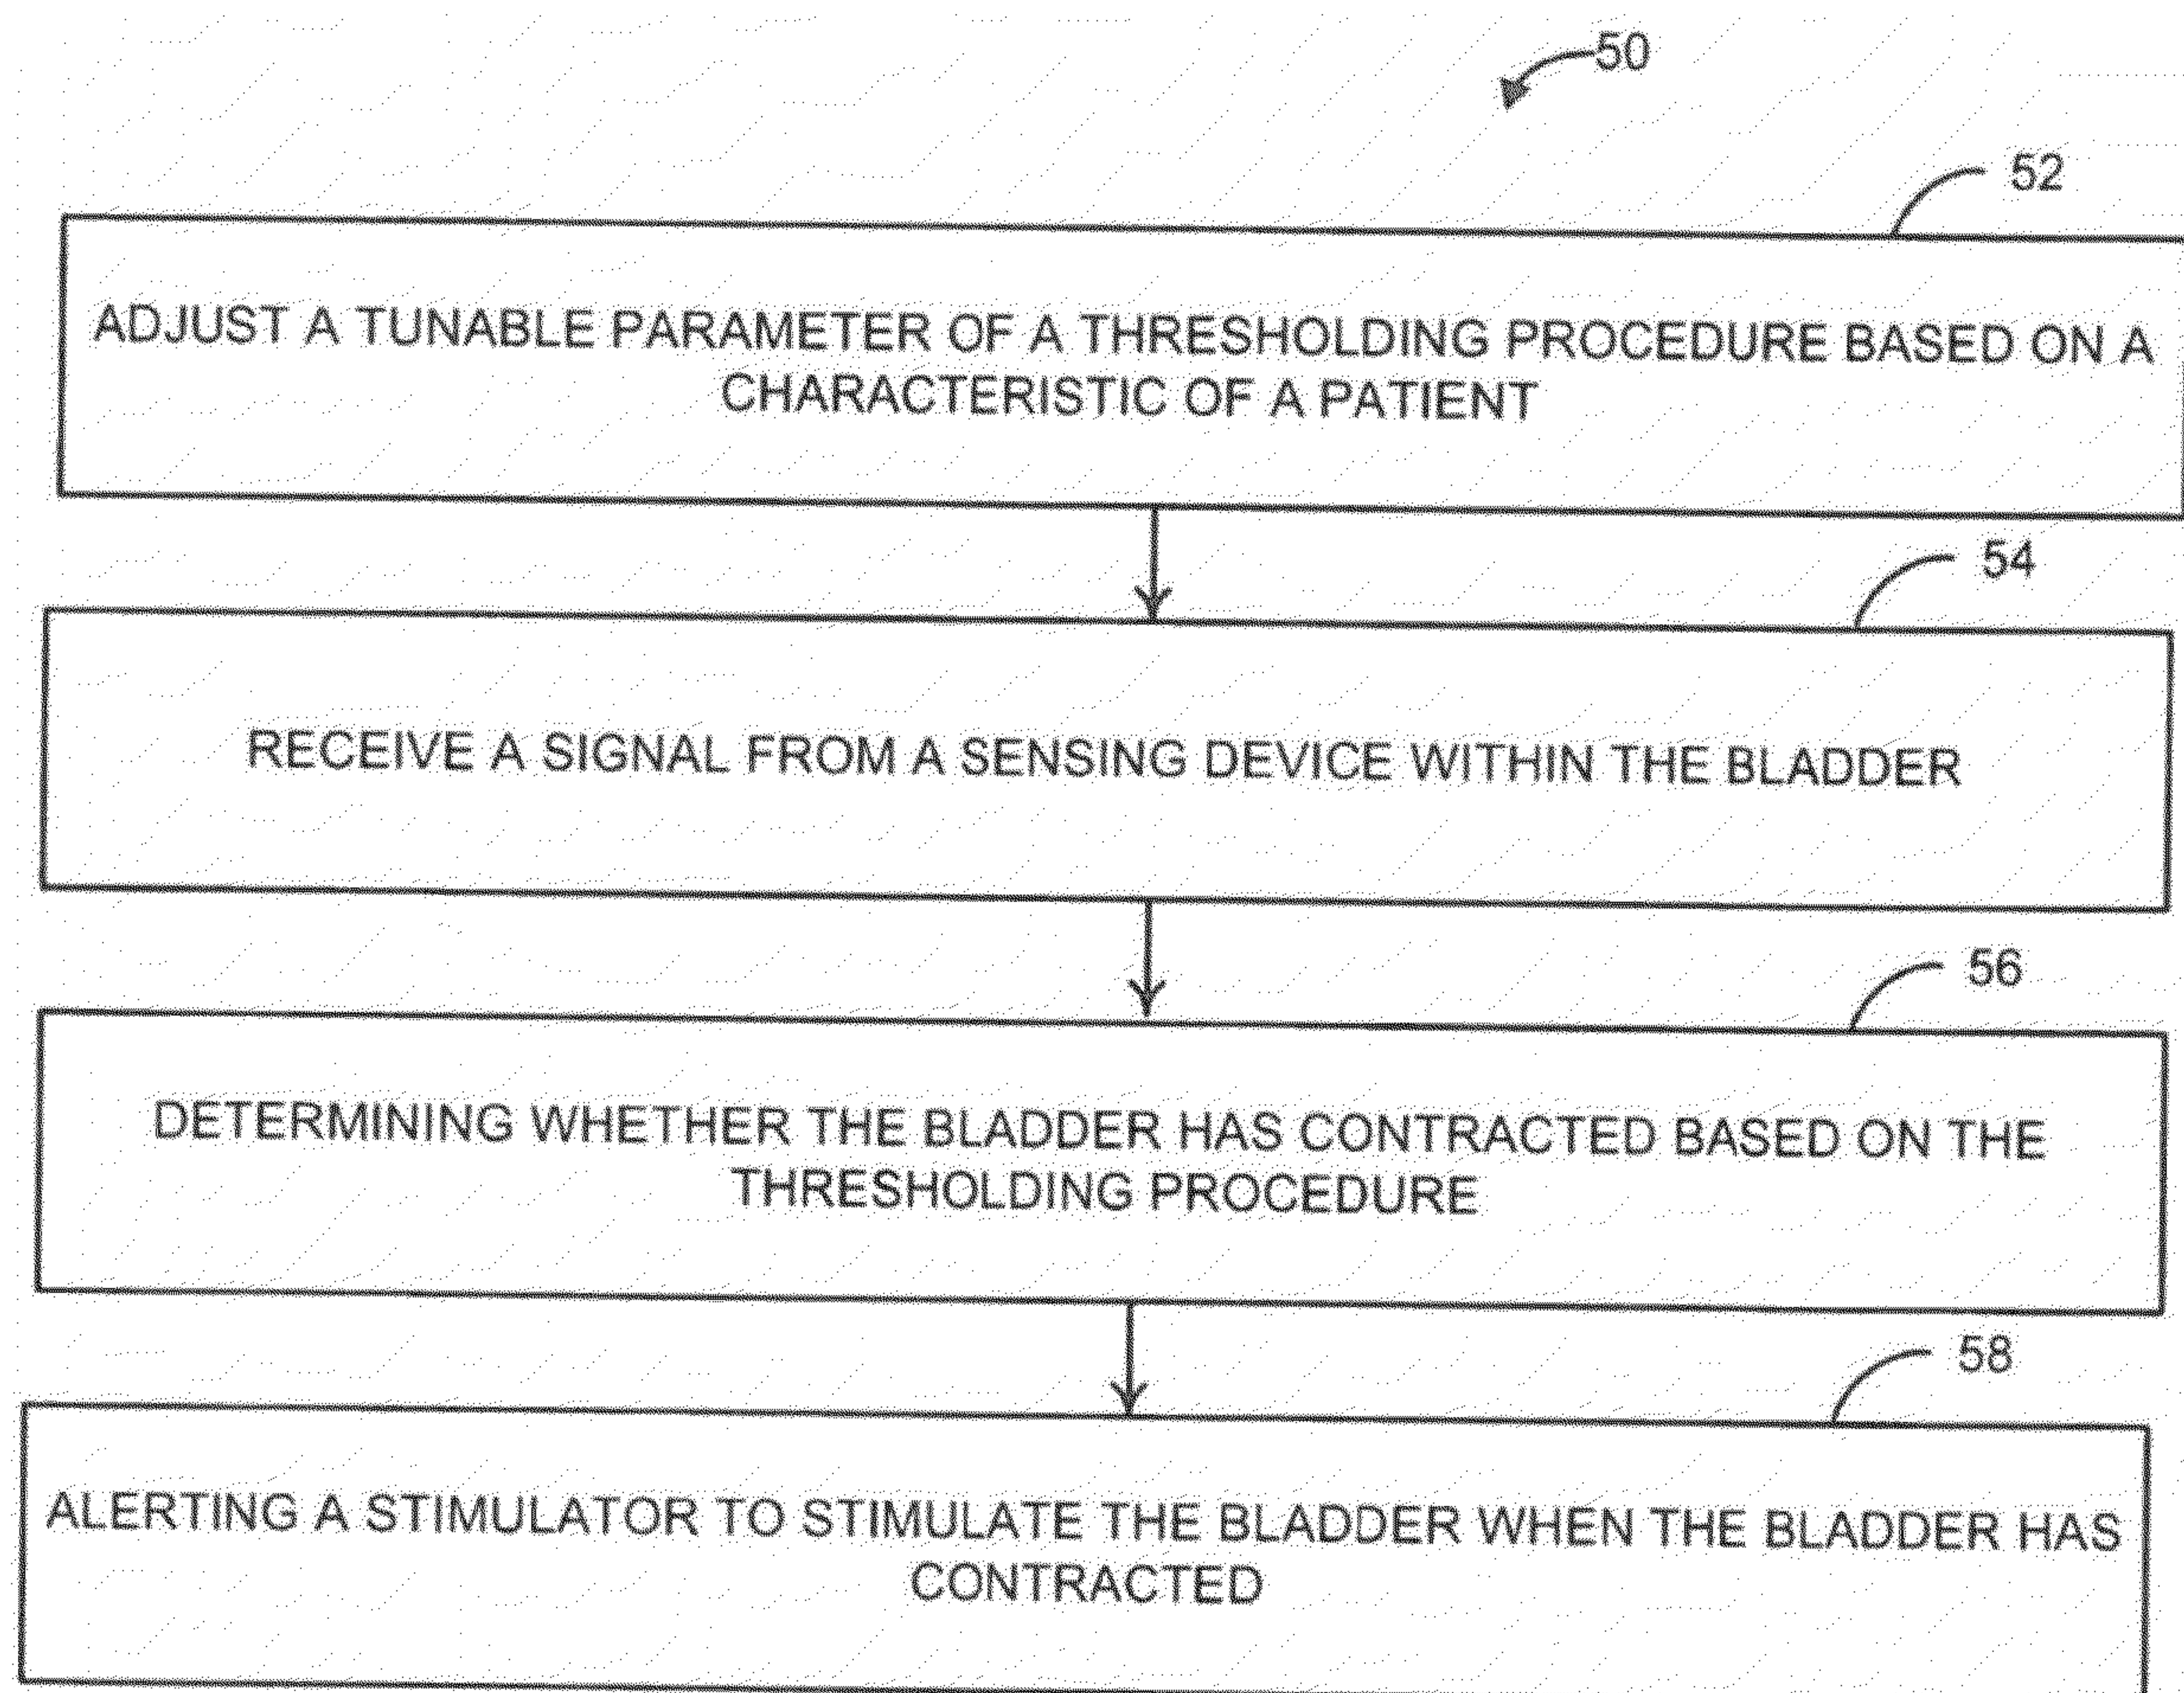 50
52
ADJUST A TUNABLE PARAMETER OF A THRESHOLDING PROCEDURE BASED ON A
CHARACTERISTIC OF A PATIENT
54
RECEIVE A SIGNAL FROM A SENSING DEVICE WITHIN THE BLADDER
56
DETERMINING WHETHER THE BLADDER HAS CONTRACTED BASED ON THE
THRESHOLDING PROCEDURE
58
ALERTING A STIMULATOR TO STIMULATE THE BLADDER WHEN THE BLADDER HAS
CONTRACTED